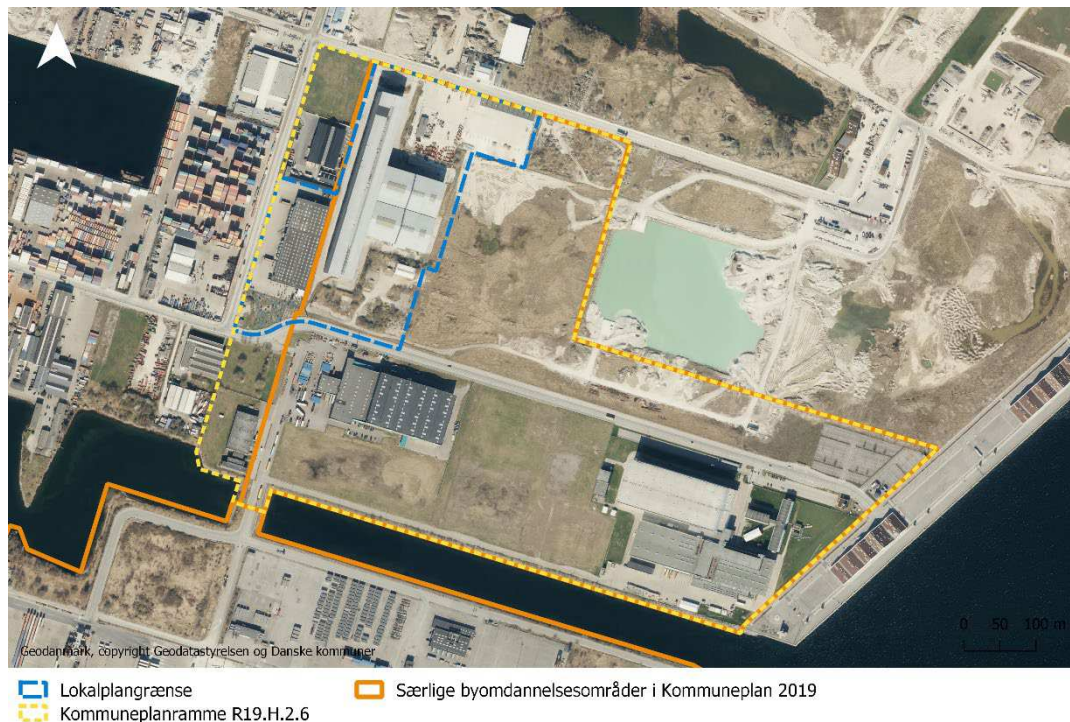 0 50 100 m
Geodanmark, copyright Geodatastyrelsen og Danske kommuner
Lokalplangrænse
Særlige byomdannelsesområder i Kommuneplan 2019
Kommuneplanramme R19.H.2.6